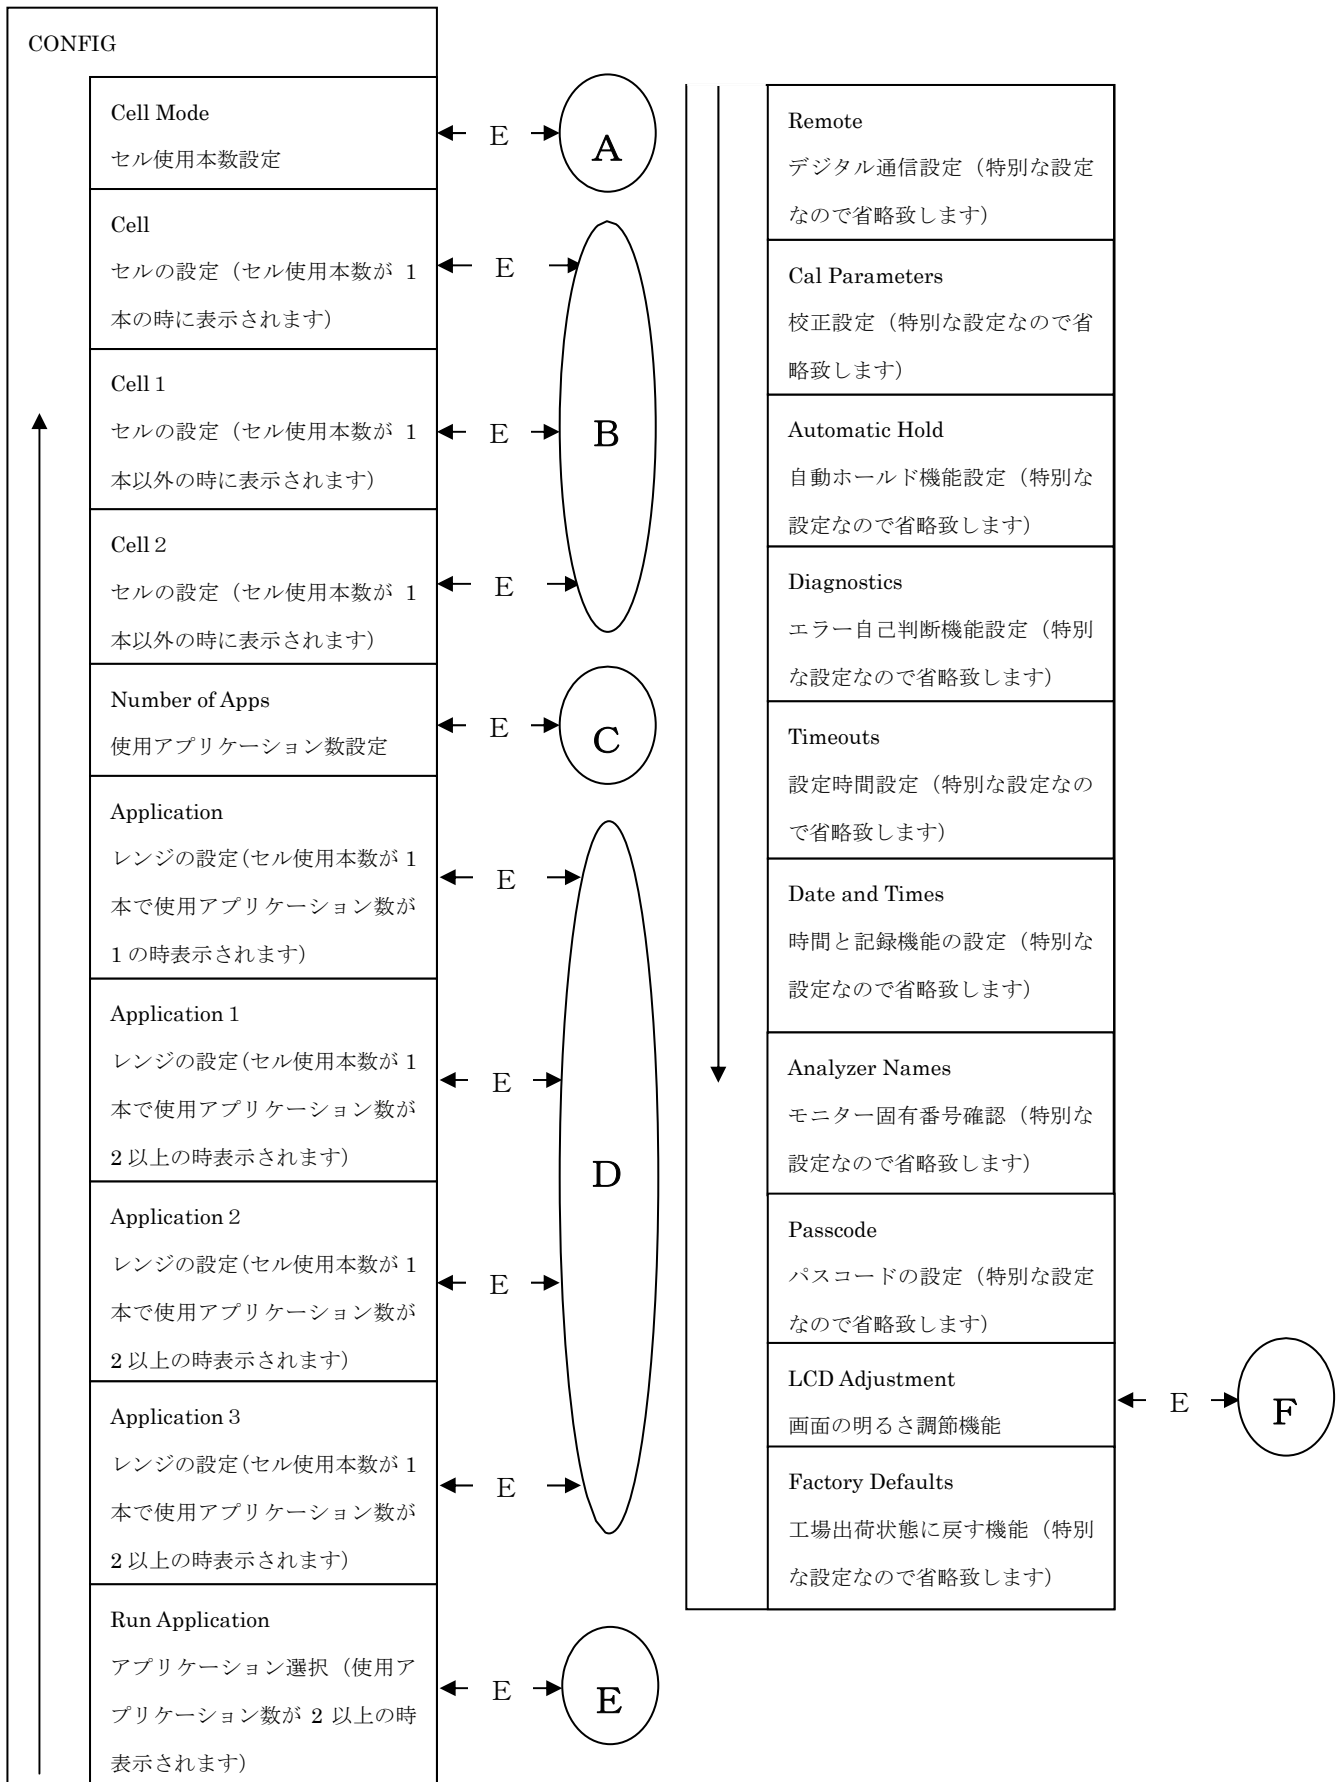 CONFIG
Cell Mode
セル使用本数設定
E
A
Cell
セルの設定（セル使用本数が 1
本の時に表示されます）
E
Cell 1
セルの設定（セル使用本数が 1
本以外の時に表示されます）
E
B
Cell 2
セルの設定（セル使用本数が 1
本以外の時に表示されます）
E
Number of Apps
使用アプリケーション数設定
E
C
Application
レンジの設定（セル使用本数が 1
本で使用アプリケーション数が
1 の時表示されます）
E
Application 1
レンジの設定（セル使用本数が 1
本で使用アプリケーション数が
2 以上の時表示されます）
E
D
Application 2
レンジの設定（セル使用本数が 1
本で使用アプリケーション数が
2 以上の時表示されます）
E
Application 3
レンジの設定（セル使用本数が 1
本で使用アプリケーション数が
2 以上の時表示されます）
E
Run Application
アプリケーション選択（使用ア
プリケーション数が 2 以上の時
表示されます）
E
E
Remote
デジタル通信設定（特別な設定
なので省略致します）
Cal Parameters
校正設定（特別な設定なので省
略致します）
Automatic Hold
自動ホールド機能設定（特別な
設定なので省略致します）
Diagnostics
エラー自己判断機能設定（特別
な設定なので省略致します）
Timeouts
設定時間設定（特別な設定なの
で省略致します）
Date and Times
時間と記録機能の設定（特別な
設定なので省略致します）
Analyzer Names
モニター固有番号確認（特別な
設定なので省略致します）
Passcode
パスコードの設定（特別な設定
なので省略致します）
LCD Adjustment
画面の明るさ調節機能
E
F
Factory Defaults
工場出荷状態に戻す機能（特別
な設定なので省略致します）